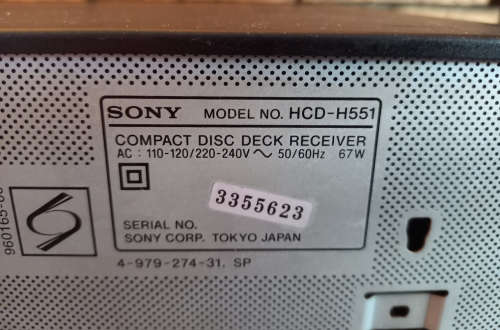 SONY MODEL NO. HCD-H551
COMPACT DISC DECK RECEIVER
AC : 110-120/220-240V ~ 50/60Hz 67W
3355623
SERIAL NO.
SONY CORP. TOKYO JAPAN
4-979-274-31, SP